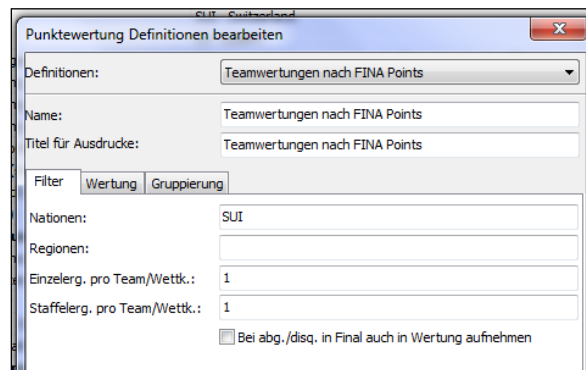 SUI - Switzerland
Punktewertung Definitionen bearbeiten
Definitionen: Teamwertungen nach FINA Points
Name: Teamwertungen nach FINA Points
Titel für Ausdrucke: Teamwertungen nach FINA Points
Filter Wertung Gruppierung
Nationen: SUI
Regionen:
Einzelerg. pro Team/Wettk.: 1
Staffelerg. pro Team/Wettk.: 1
Bei abg./disq. in Final auch in Wertung aufnehmen